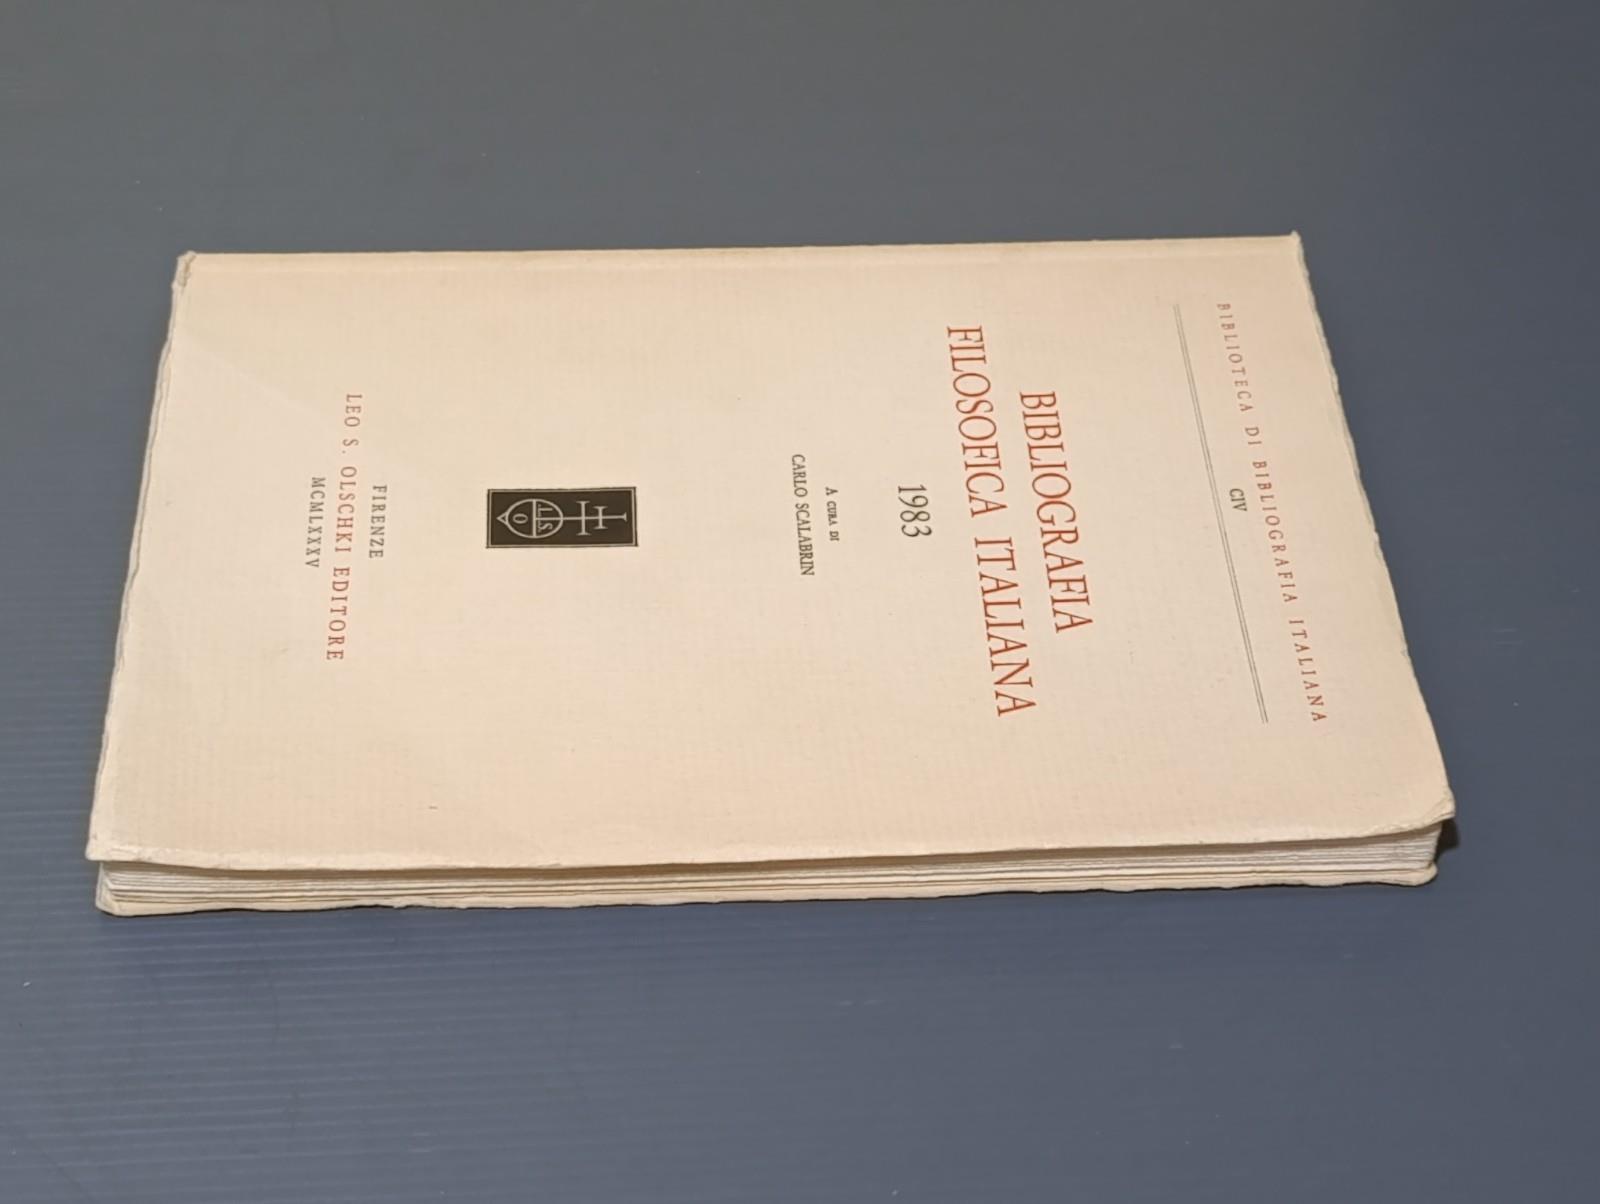 BIBLIOTECA DI BIBLIOGRAFIA ITALIANA
CIV
BIBLIOGRAFIA
FILOSOFICA ITALIANA
1983
A CURA DI
CARLO SCALABRIN
L.S.
O
FIRENZE
LEO S. OLSCHKI EDITORE
MCMLXXXV